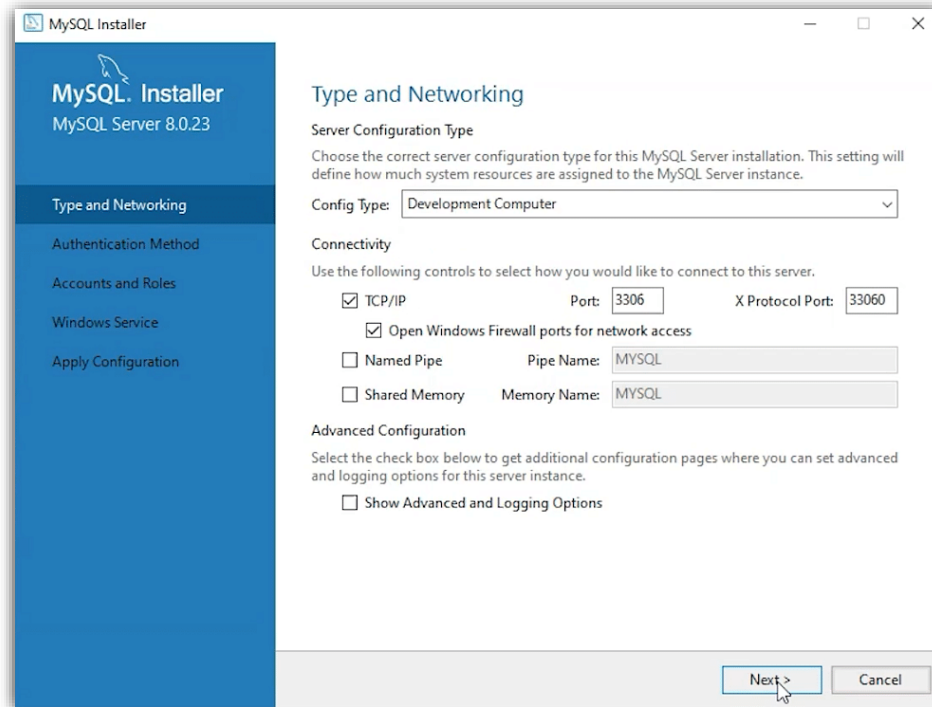 MySQL Installer
MySQL. Installer
MySQL Server 8.0.23
Type and Networking
Authentication Method
Accounts and Roles
Windows Service
Apply Configuration
Type and Networking
Server Configuration Type
Choose the correct server configuration type for this MySQL Server installation. This setting will
define how much system resources are assigned to the MySQL Server instance.
Config Type: Development Computer
Connectivity
Use the following controls to select how you would like to connect to this server.
TCP/IP Port: 3306 X Protocol Port: 33060
Open Windows Firewall ports for network access
Named Pipe Pipe Name: MYSQL
Shared Memory Memory Name: MYSQL
Advanced Configuration
Select the check box below to get additional configuration pages where you can set advanced
and logging options for this server instance.
Show Advanced and Logging Options
Next > Cancel